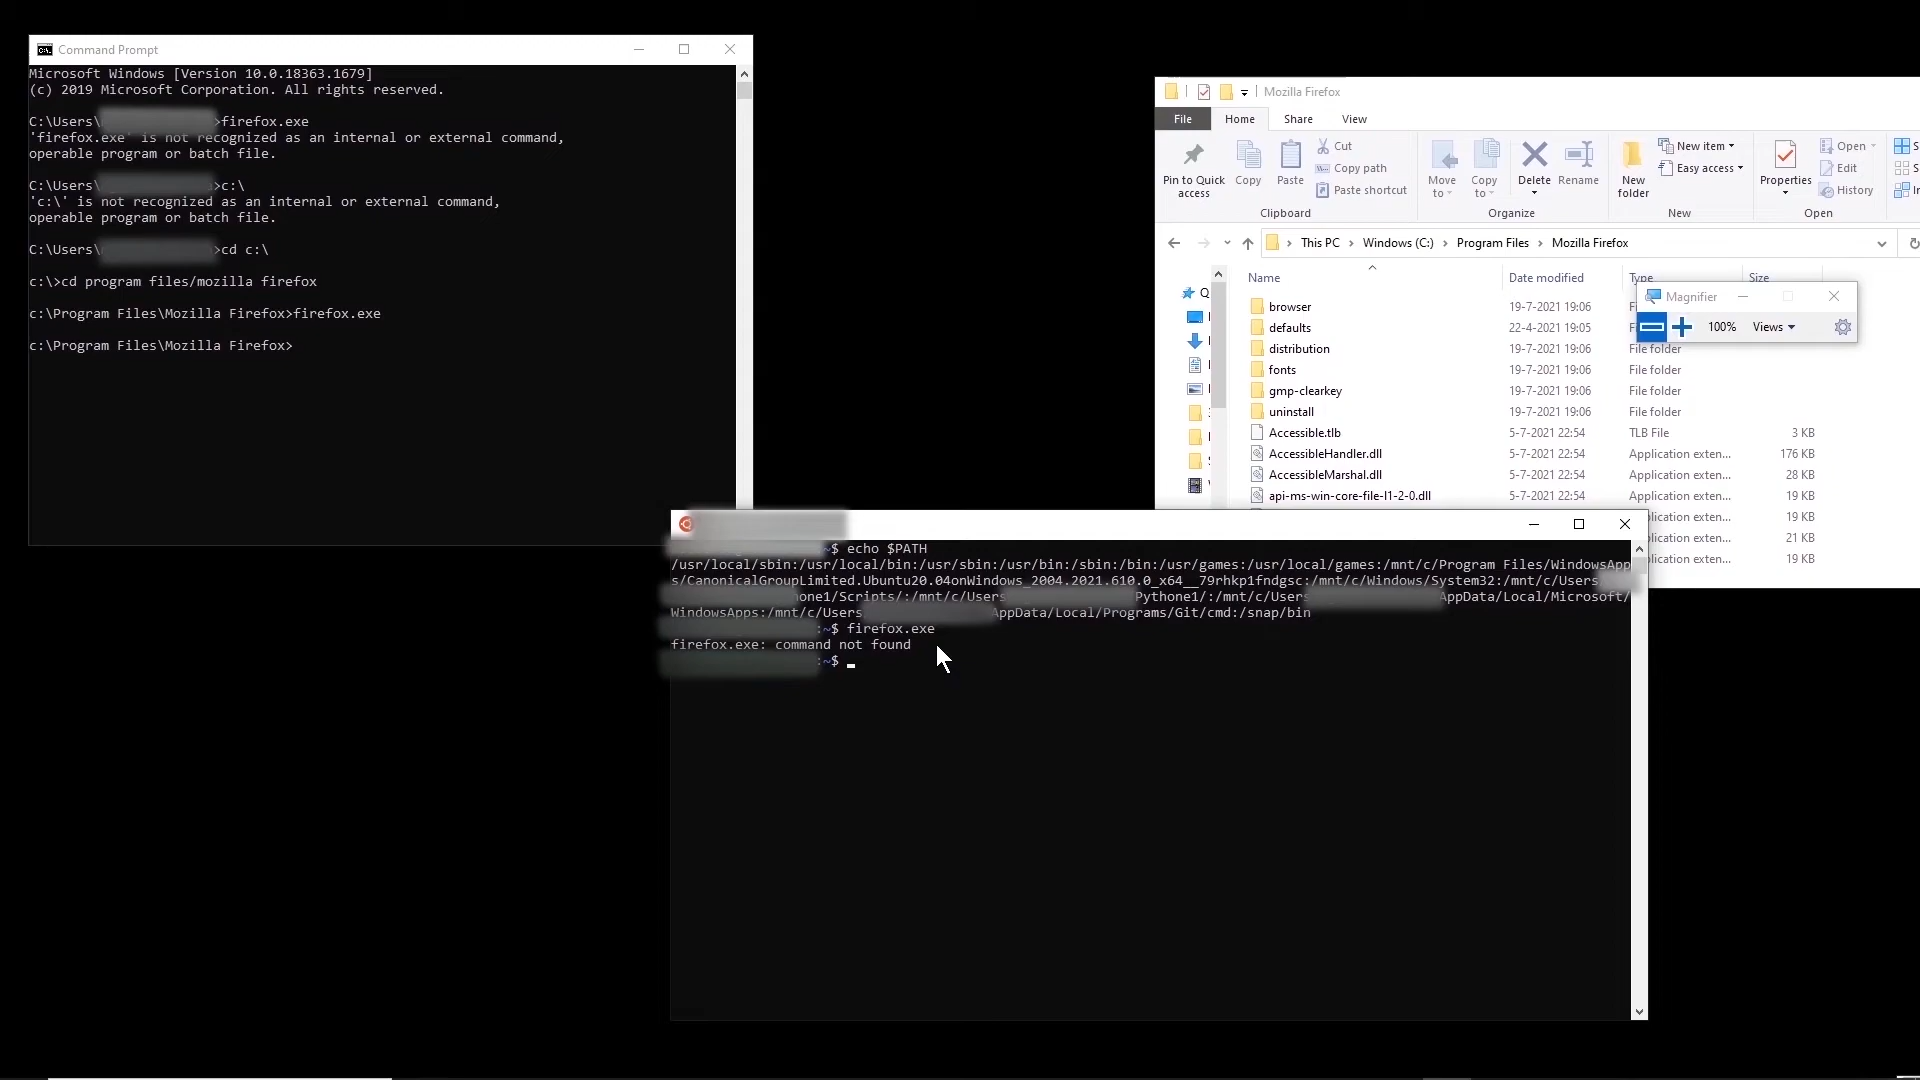 Command Prompt
Microsoft Windows [Version 10.0.18363.1679]
(c) 2019 Microsoft Corporation. All rights reserved.
C:\Users\ >firefox.exe
'firefox.exe' is not recognized as an internal or external command,
operable program or batch file.
C:\Users\ >c:\
'c:\' is not recognized as an internal or external command,
operable program or batch file.
C:\Users\ >cd c:\
c:\>cd program files/mozilla firefox
c:\Program Files\Mozilla Firefox>firefox.exe
c:\Program Files\Mozilla Firefox>
Mozilla Firefox
File Home Share View
Pin to Quick access
Copy
Paste
Cut
Copy path
Paste shortcut
Clipboard
Move to
Copy to
Delete
Rename
Organize
New folder
New item
Easy access
New
Properties
Open
Edit
History
Open
This PC > Windows (C:) > Program Files > Mozilla Firefox
Name Date modified Type Size
browser 19-7-2021 19:06
defaults 22-4-2021 19:05
distribution 19-7-2021 19:06 File folder
fonts 19-7-2021 19:06 File folder
gmp-clearkey 19-7-2021 19:06 File folder
uninstall 19-7-2021 19:06 File folder
Accessible.tlb 5-7-2021 22:54 TLB File 3 KB
AccessibleHandler.dll 5-7-2021 22:54 Application exten... 176 KB
AccessibleMarshal.dll 5-7-2021 22:54 Application exten... 28 KB
api-ms-win-core-file-l1-2-0.dll 5-7-2021 22:54 Application exten... 19 KB
exten... 19 KB
exten... 21 KB
exten... 19 KB
Magnifier
100% Views
~$ echo $PATH
/usr/local/sbin:/usr/local/bin:/usr/sbin:/usr/bin:/sbin:/bin:/usr/games:/usr/local/games:/mnt/c/Program Files/WindowsApp
s/CanonicalGroupLimited.Ubuntu20.04onWindows_2004.2021.610.0_x64__79rhkp1fndgsc:/mnt/c/Windows/System32:/mnt/c/Users
hone1/Scripts/:/mnt/c/Users Pythone1/:/mnt/c/Users AppData/Local/Microsoft/
WindowsApps:/mnt/c/Users AppData/Local/Programs/Git/cmd:/snap/bin
:~$ firefox.exe
firefox.exe: command not found
:~$